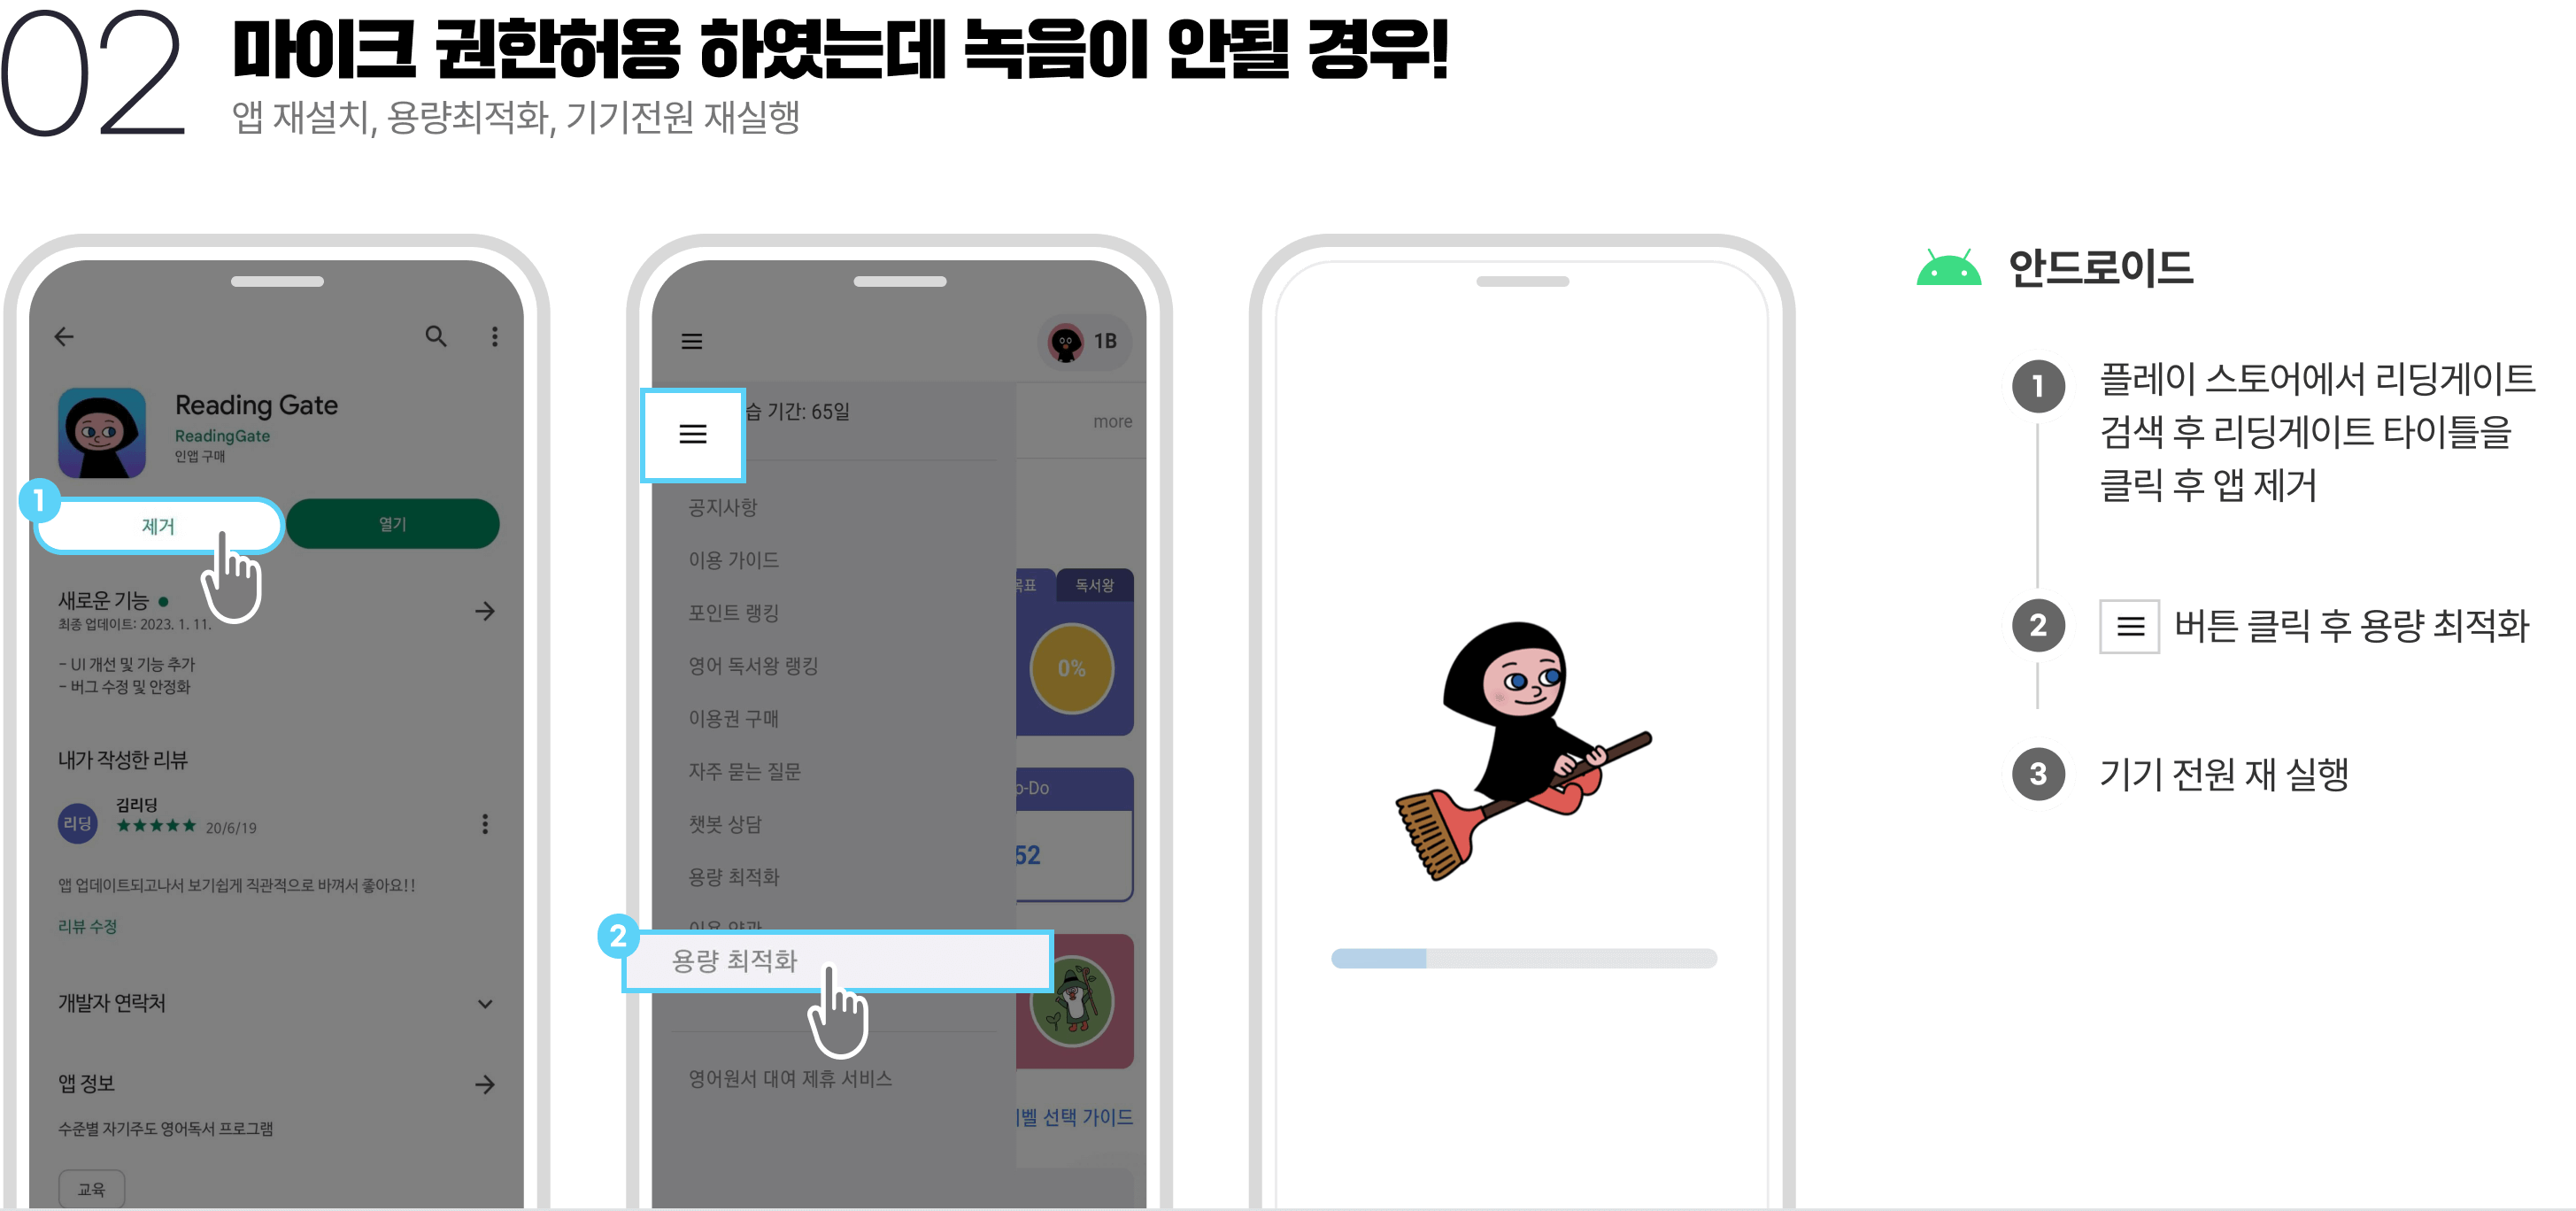 02
마이크 권한허용 하였는데 녹음이 안될 경우!
앱 재설치, 용량최적화, 기기전원 재실행
Reading Gate
ReadingGate
인앱 구매
1
제거
열기
새로운 기능
최종 업데이트: 2023. 1. 11.
- UI 개선 및 기능 추가
- 버그 수정 및 안정화
내가 작성한 리뷰
리딩
김리딩
★★★★★ 20/6/19
앱 업데이트되고나서 보기쉽게 직관적으로 바껴서 좋아요!!
리뷰 수정
개발자 연락처
앱 정보
수준별 자기주도 영어독서 프로그램
교육
1B
습 기간: 65일
more
공지사항
이용 가이드
포인트 랭킹
영어 독서왕 랭킹
이용권 구매
자주 묻는 질문
챗봇 상담
용량 최적화
이용 약관
2
용량 최적화
영어원서 대여 제휴 서비스
목표
독서왕
0%
o-Do
52
벨 선택 가이드
안드로이드
1
플레이 스토어에서 리딩게이트
검색 후 리딩게이트 타이틀을
클릭 후 앱 제거
2
버튼 클릭 후 용량 최적화
3
기기 전원 재 실행